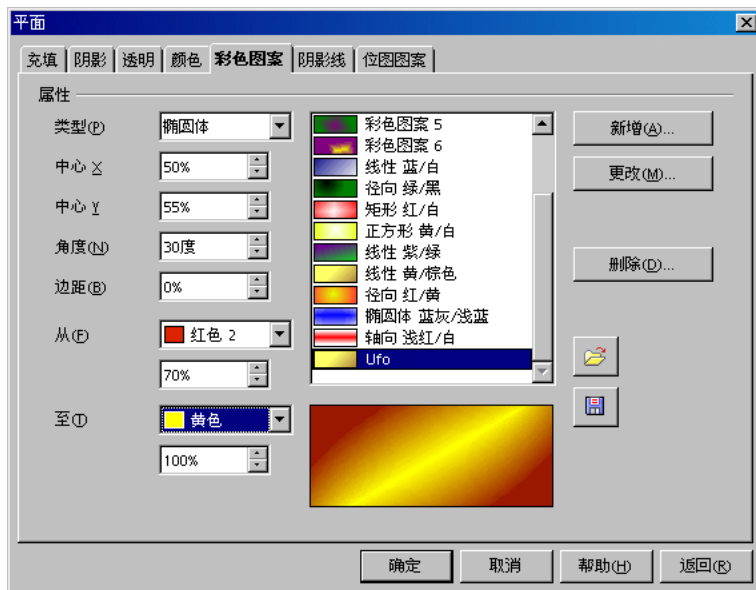 平面
充填 阴影 透明 颜色 彩色图案 阴影线 位图图案
属性
类型(P) 椭圆体
中心 X 50%
中心 Y 55%
角度(N) 30度
边距(B) 0%
从(F) 红色 2
70%
至(T) 黄色
100%
彩色图案 5
彩色图案 6
线性 蓝/白
径向 绿/黑
矩形 红/白
正方形 黄/白
线性 紫/绿
线性 黄/棕色
径向 红/黄
椭圆体 蓝灰/浅蓝
轴向 浅红/白
Ufo
新增(A)...
更改(M)...
删除(D)...
确定 取消 帮助(H) 返回(R)